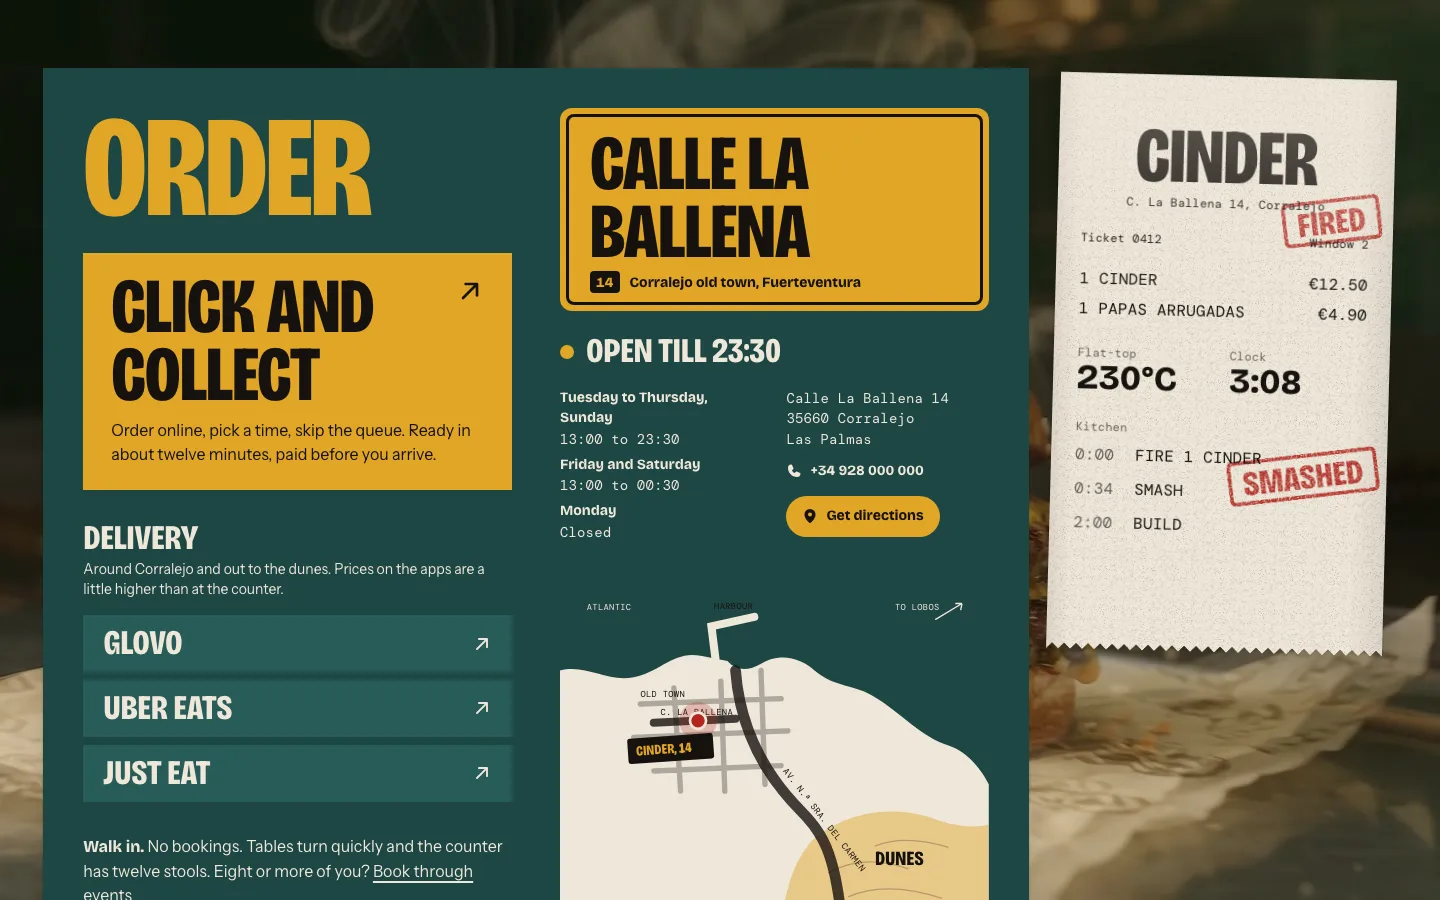 ORDER
CLICK AND
COLLECT
Order online, pick a time, skip the queue. Ready in
about twelve minutes, paid before you arrive.
DELIVERY
Around Corralejo and out to the dunes. Prices on the apps are a
little higher than at the counter.
GLOVO
UBER EATS
JUST EAT
Walk in. No bookings. Tables turn quickly and the counter
has twelve stools. Eight or more of you? Book through
events
CALLE LA
BALLENA
14 Corralejo old town, Fuerteventura
OPEN TILL 23:30
Tuesday to Thursday,
Sunday
13:00 to 23:30
Friday and Saturday
13:00 to 00:30
Monday
Closed
Calle La Ballena 14
35660 Corralejo
Las Palmas
+34 928 000 000
Get directions
ATLANTIC
HARBOUR
TO LOBOS
OLD TOWN
C. LA BALLENA
CINDER, 14
AV. N.ª SRA. DEL CARMEN
DUNES
CINDER
C. La Ballena 14, Corralejo
FIRED
Ticket 0412
Window 2
1 CINDER €12.50
1 PAPAS ARRUGADAS €4.90
Flat-top
230°C
Clock
3:08
Kitchen
0:00 FIRE 1 CINDER
SMASHED
0:34 SMASH
2:00 BUILD